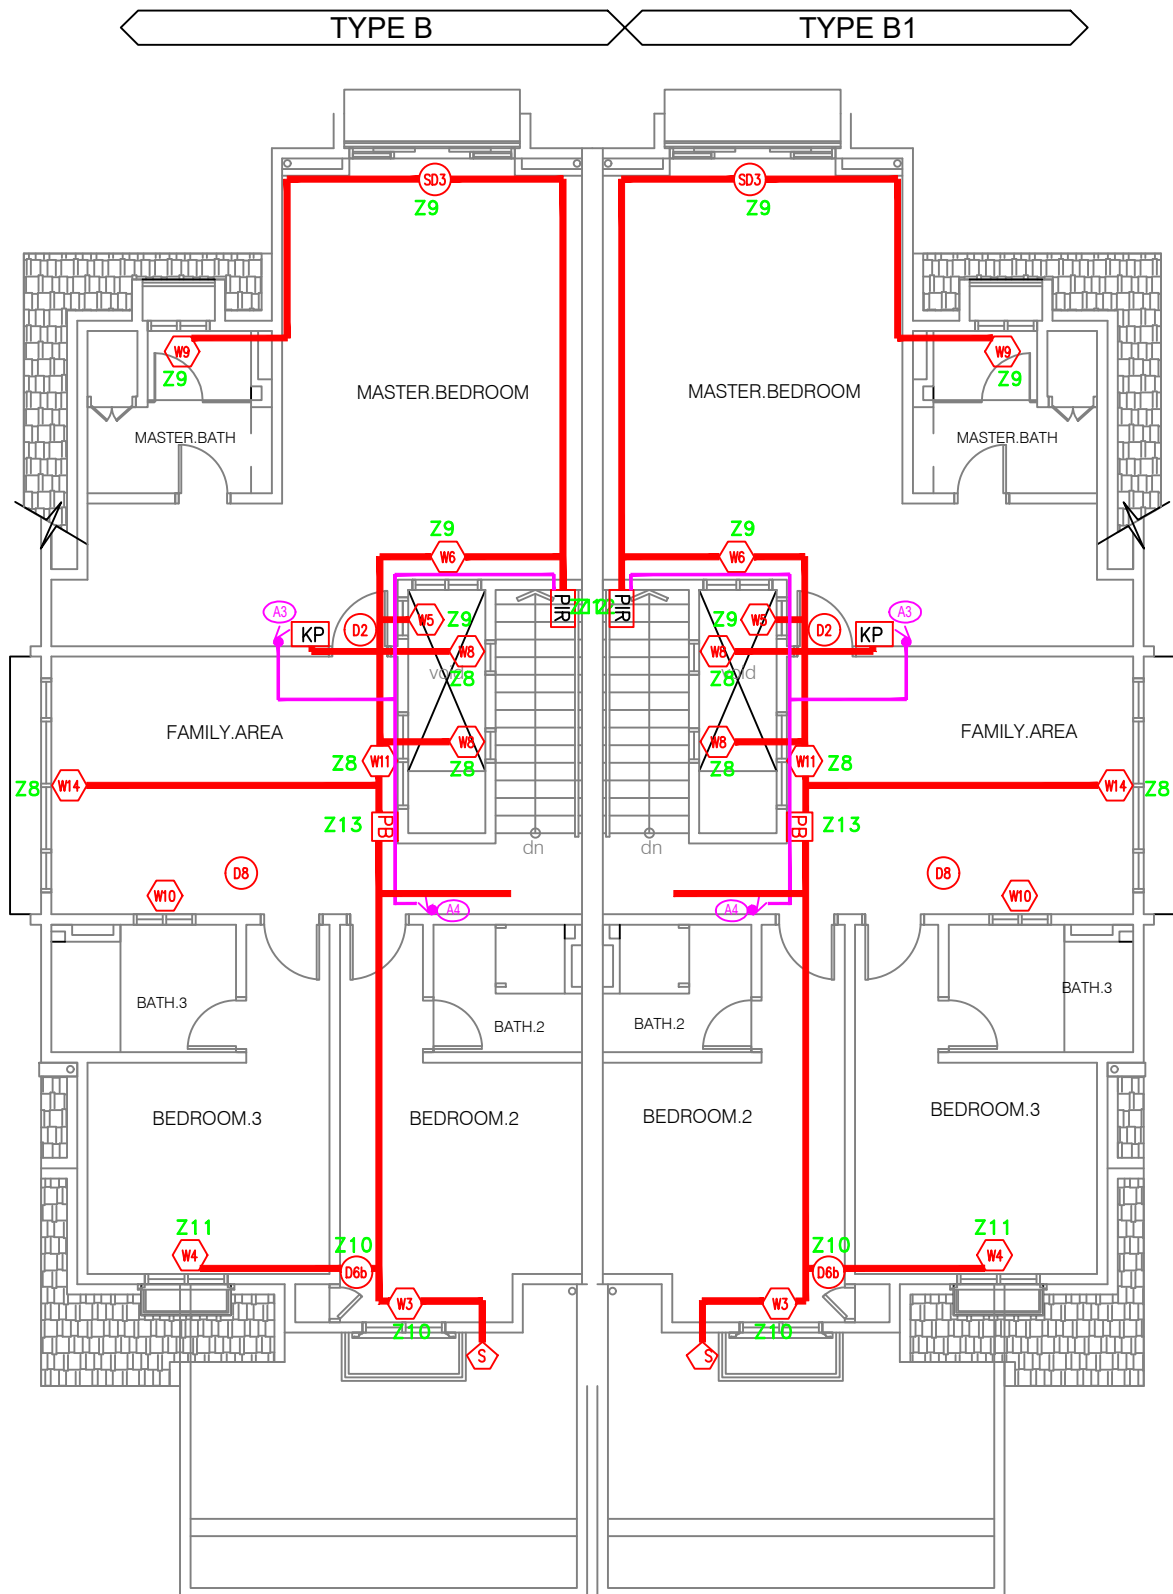 TYPE B TYPE B1
SD3 SD3
Z9 Z9
W9 W9
Z9 Z9
MASTER.BEDROOM MASTER.BEDROOM
MASTER.BATH MASTER.BATH
Z9 Z9
W6 W6
A3 PIR PIR A3
KP D2 W5 Z9 Z9 W5 D2 KP
W8 W8
void void
Z8 Z8
FAMILY.AREA FAMILY.AREA
W8 W8
Z8 W11 Z8 Z8 W11 Z8
Z8 W14 W14 Z8
Z13 PB PB Z13
dn dn
D8 D8
W10 A4 A4 W10
BATH.3 BATH.2 BATH.2 BATH.3
BEDROOM.3 BEDROOM.2 BEDROOM.2 BEDROOM.3
Z11 Z11
Z10 Z10
W4 W4
D6b D6b
W3 W3
Z10 Z10
S S